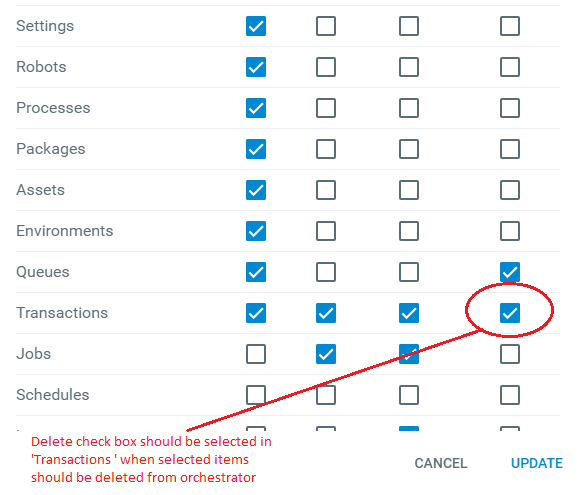 Settings
Robots
Processes
Packages
Assets
Environments
Queues
Transactions
Jobs
Schedules
Delete check box should be selected in
'Transactions ' when selected items
should be deleted from orchestrator
CANCEL UPDATE